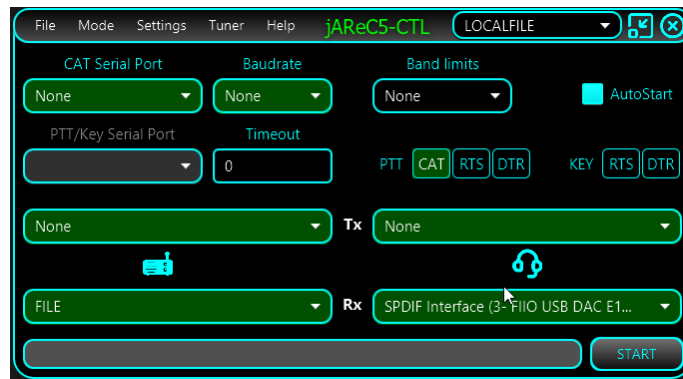 File Mode Settings Tuner Help jAReC5-CTL LOCALFILE
CAT Serial Port Baudrate Band limits
None None None AutoStart
PTT/Key Serial Port Timeout
0 PTT CAT RTS DTR KEY RTS DTR
None Tx None
FILE Rx SPDIF Interface (3- FIIO USB DAC E1...
START